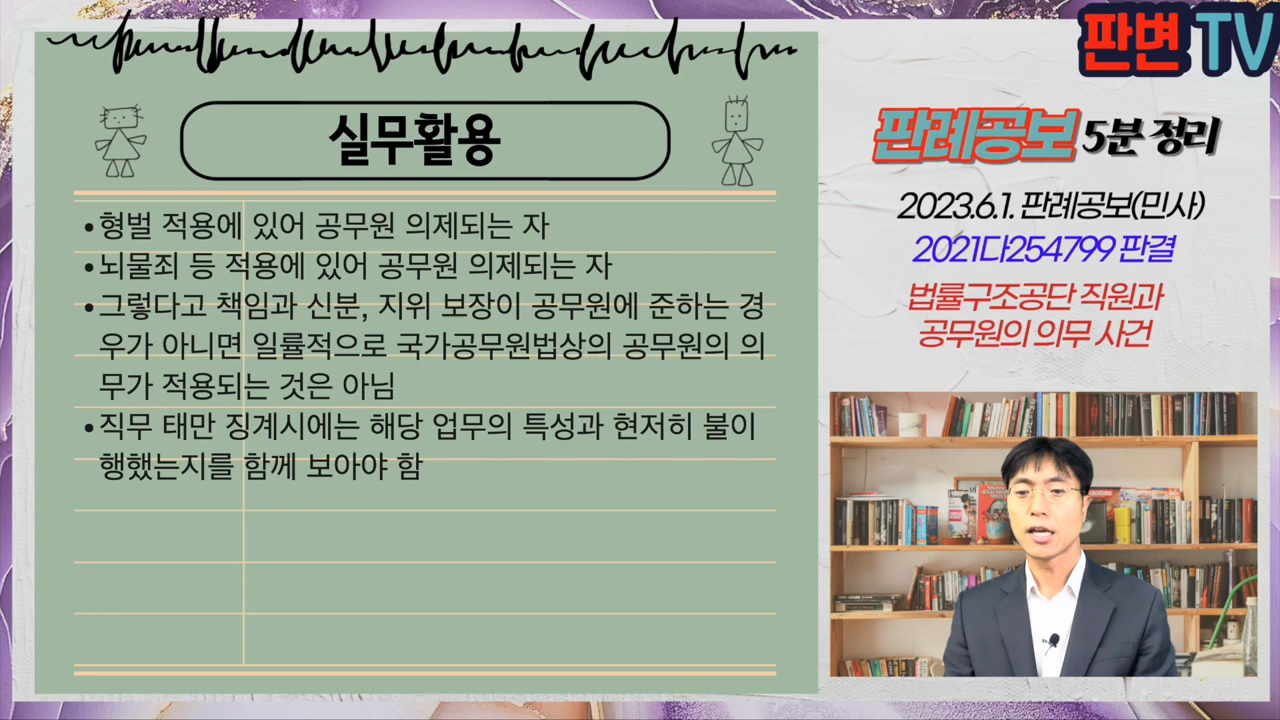 판변 TV
실무활용
• 형벌 적용에 있어 공무원 의제되는 자
• 뇌물죄 등 적용에 있어 공무원 의제되는 자
• 그렇다고 책임과 신분, 지위 보장이 공무원에 준하는 경
우가 아니면 일률적으로 국가공무원법상의 공무원의 의
무가 적용되는 것은 아님
• 직무 태만 징계시에는 해당 업무의 특성과 현저히 불이
행했는지를 함께 보아야 함
판례공보 5분 정리
2023.6.1. 판례공보(민사)
2021다254799 판결
법률구조공단 직원과
공무원의 의무 사건